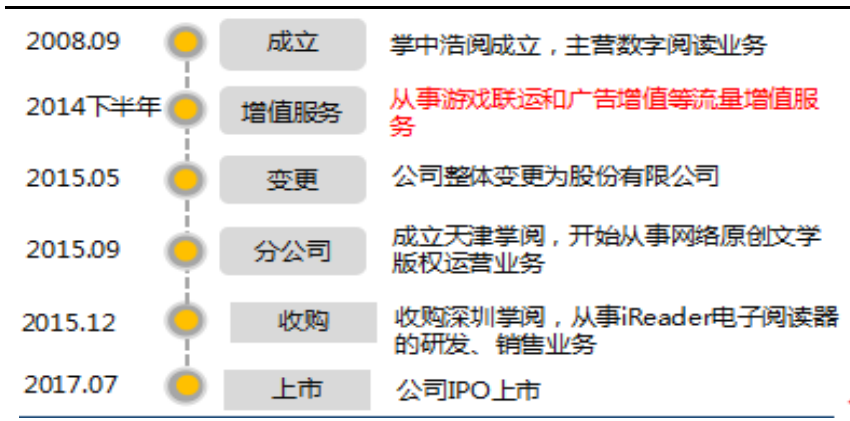 2008.09 成立 掌中浩阅成立，主营数字阅读业务
2014下半年 增值服务 从事游戏联运和广告增值等流量增值服
务
2015.05 变更 公司整体变更为股份有限公司
2015.09 分公司 成立天津掌阅，开始从事网络原创文学
版权运营业务
2015.12 收购 收购深圳掌阅，从事iReader电子阅读器
的研发、销售业务
2017.07 上市 公司IPO上市